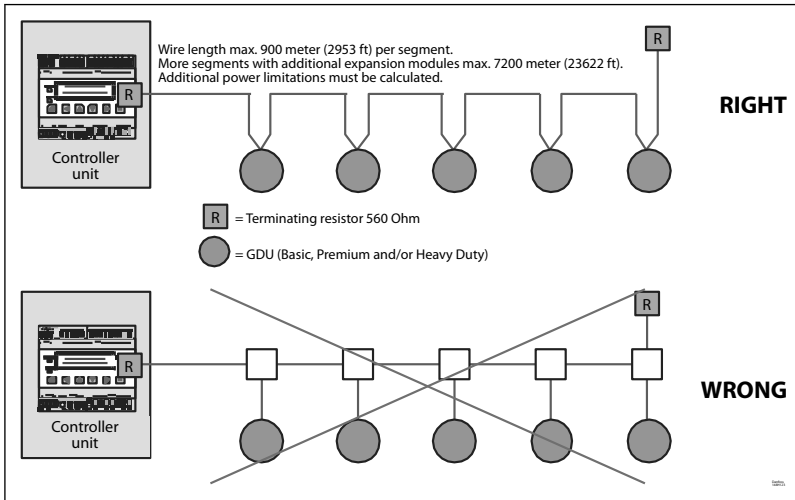 R
Wire length max. 900 meter (2953 ft) per segment.
More segments with additional expansion modules max. 7200 meter (23622 ft).
Additional power limitations must be calculated.
R
RIGHT
Controller
unit
R = Terminating resistor 560 Ohm
= GDU (Basic, Premium and/or Heavy Duty)
R
R
WRONG
Controller
unit